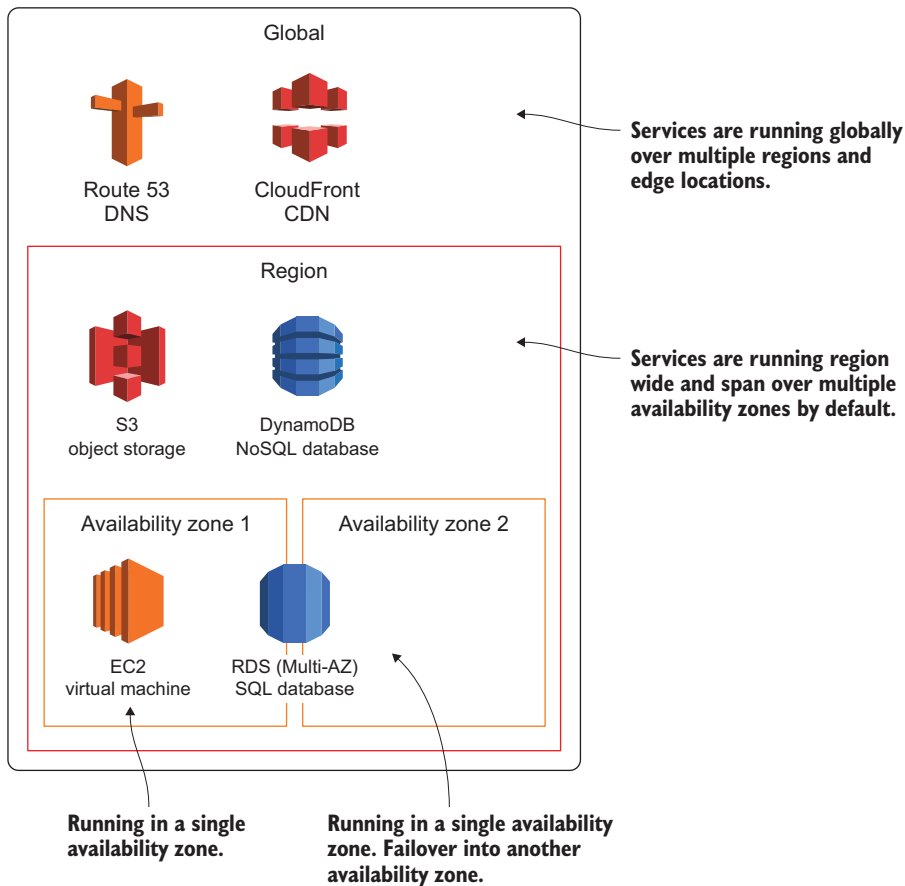 Global
Route 53
DNS
CloudFront
CDN
Services are running globally
over multiple regions and
edge locations.
Region
S3
object storage
DynamoDB
NoSQL database
Services are running region
wide and span over multiple
availability zones by default.
Availability zone 1
Availability zone 2
EC2
virtual machine
RDS (Multi-AZ)
SQL database
Running in a single
availability zone.
Running in a single availability
zone. Failover into another
availability zone.